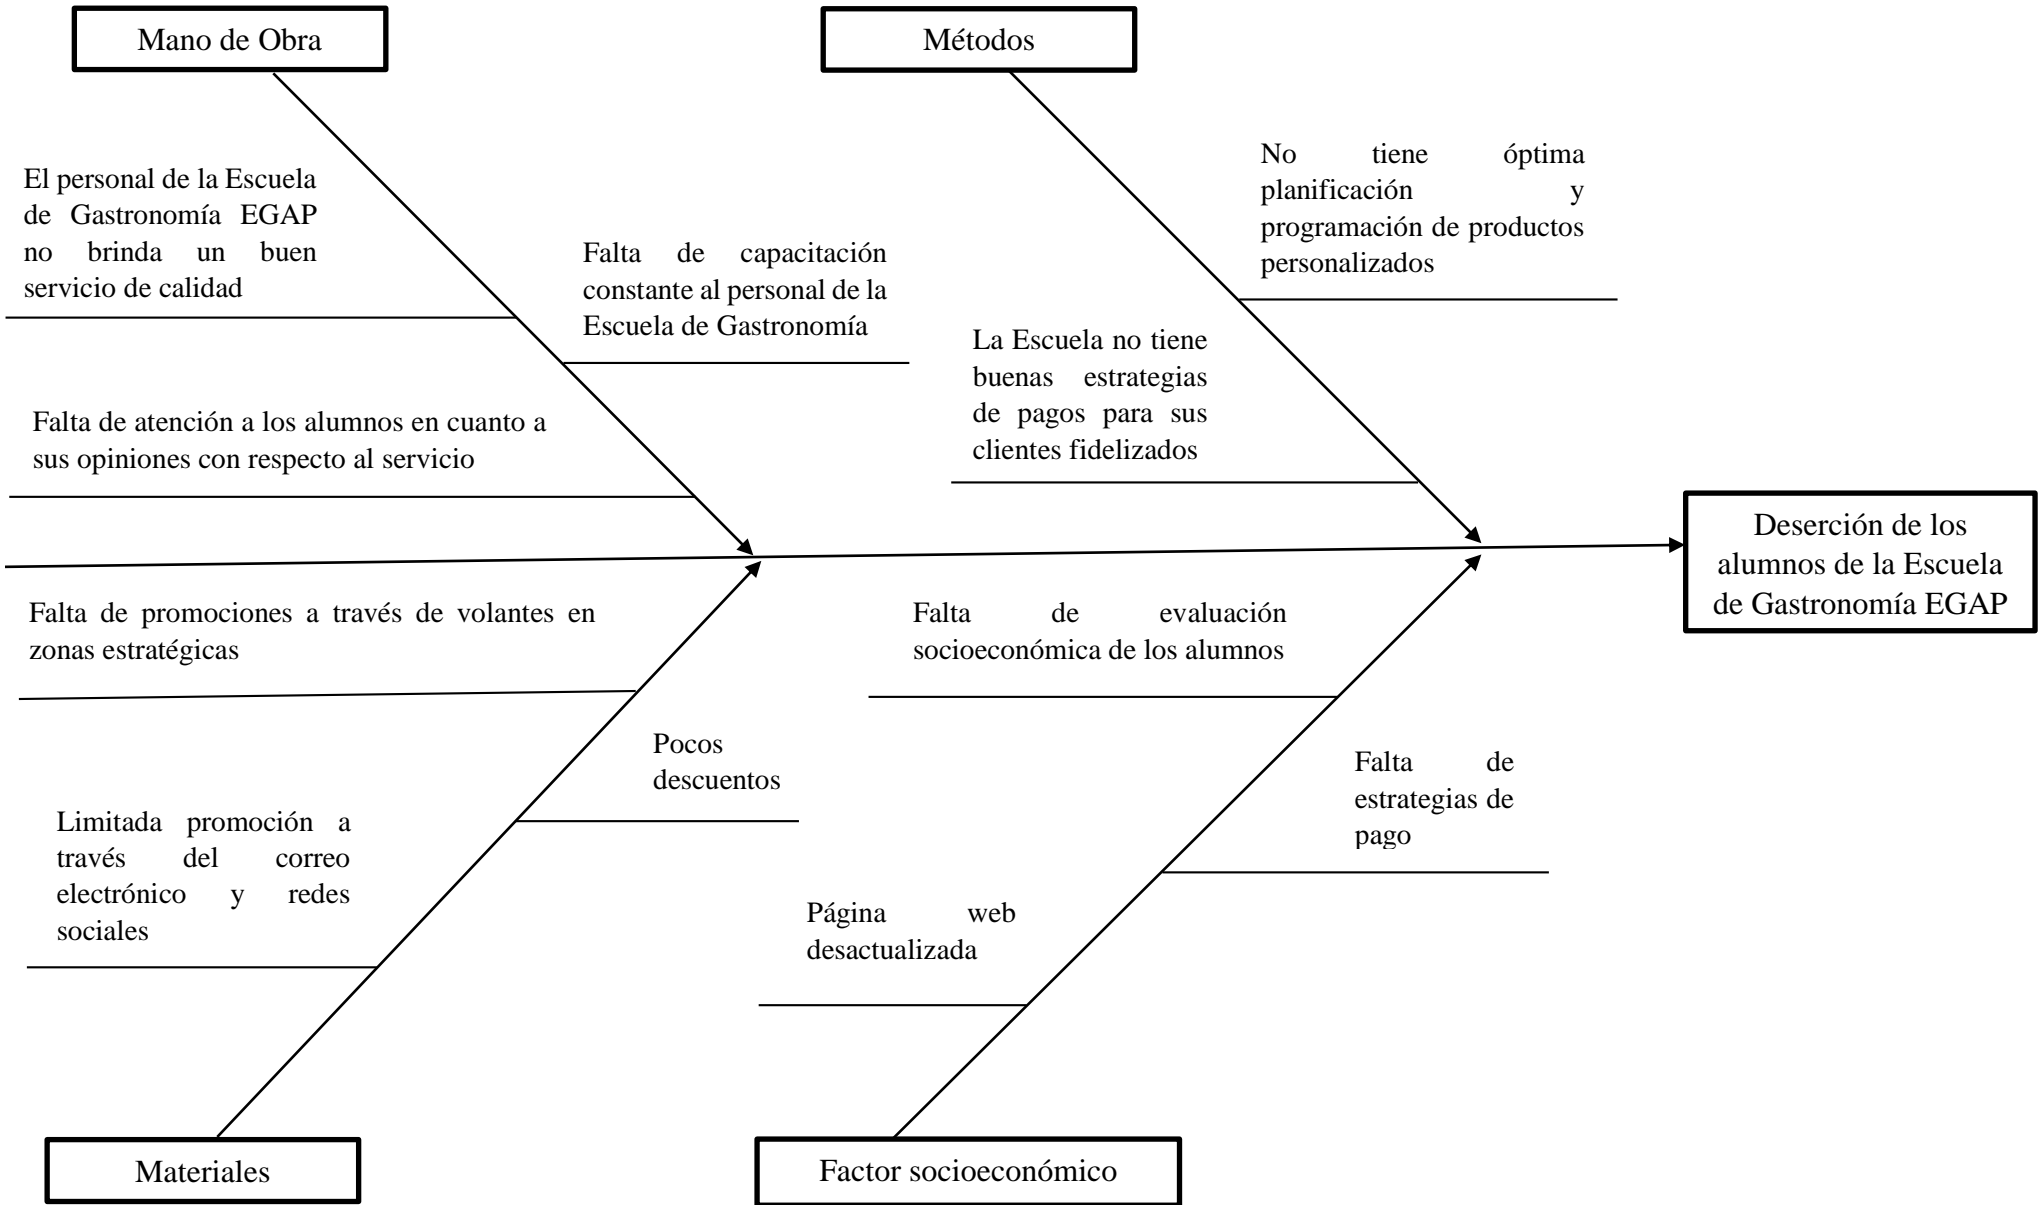 Mano de Obra
Métodos
El personal de la Escuela
de Gastronomía EGAP
no brinda un buen
servicio de calidad
Falta de capacitación
constante al personal de la
Escuela de Gastronomía
Falta de atención a los alumnos en cuanto a
sus opiniones con respecto al servicio
No tiene óptima
planificación y
programación de productos
personalizados
La Escuela no tiene
buenas estrategias
de pagos para sus
clientes fidelizados
Deserción de los
alumnos de la Escuela
de Gastronomía EGAP
Falta de promociones a través de volantes en
zonas estratégicas
Pocos
descuentos
Limitada promoción a
través del correo
electrónico y redes
sociales
Falta de evaluación
socioeconómica de los alumnos
Falta de
estrategias de
pago
Página web
desactualizada
Materiales
Factor socioeconómico